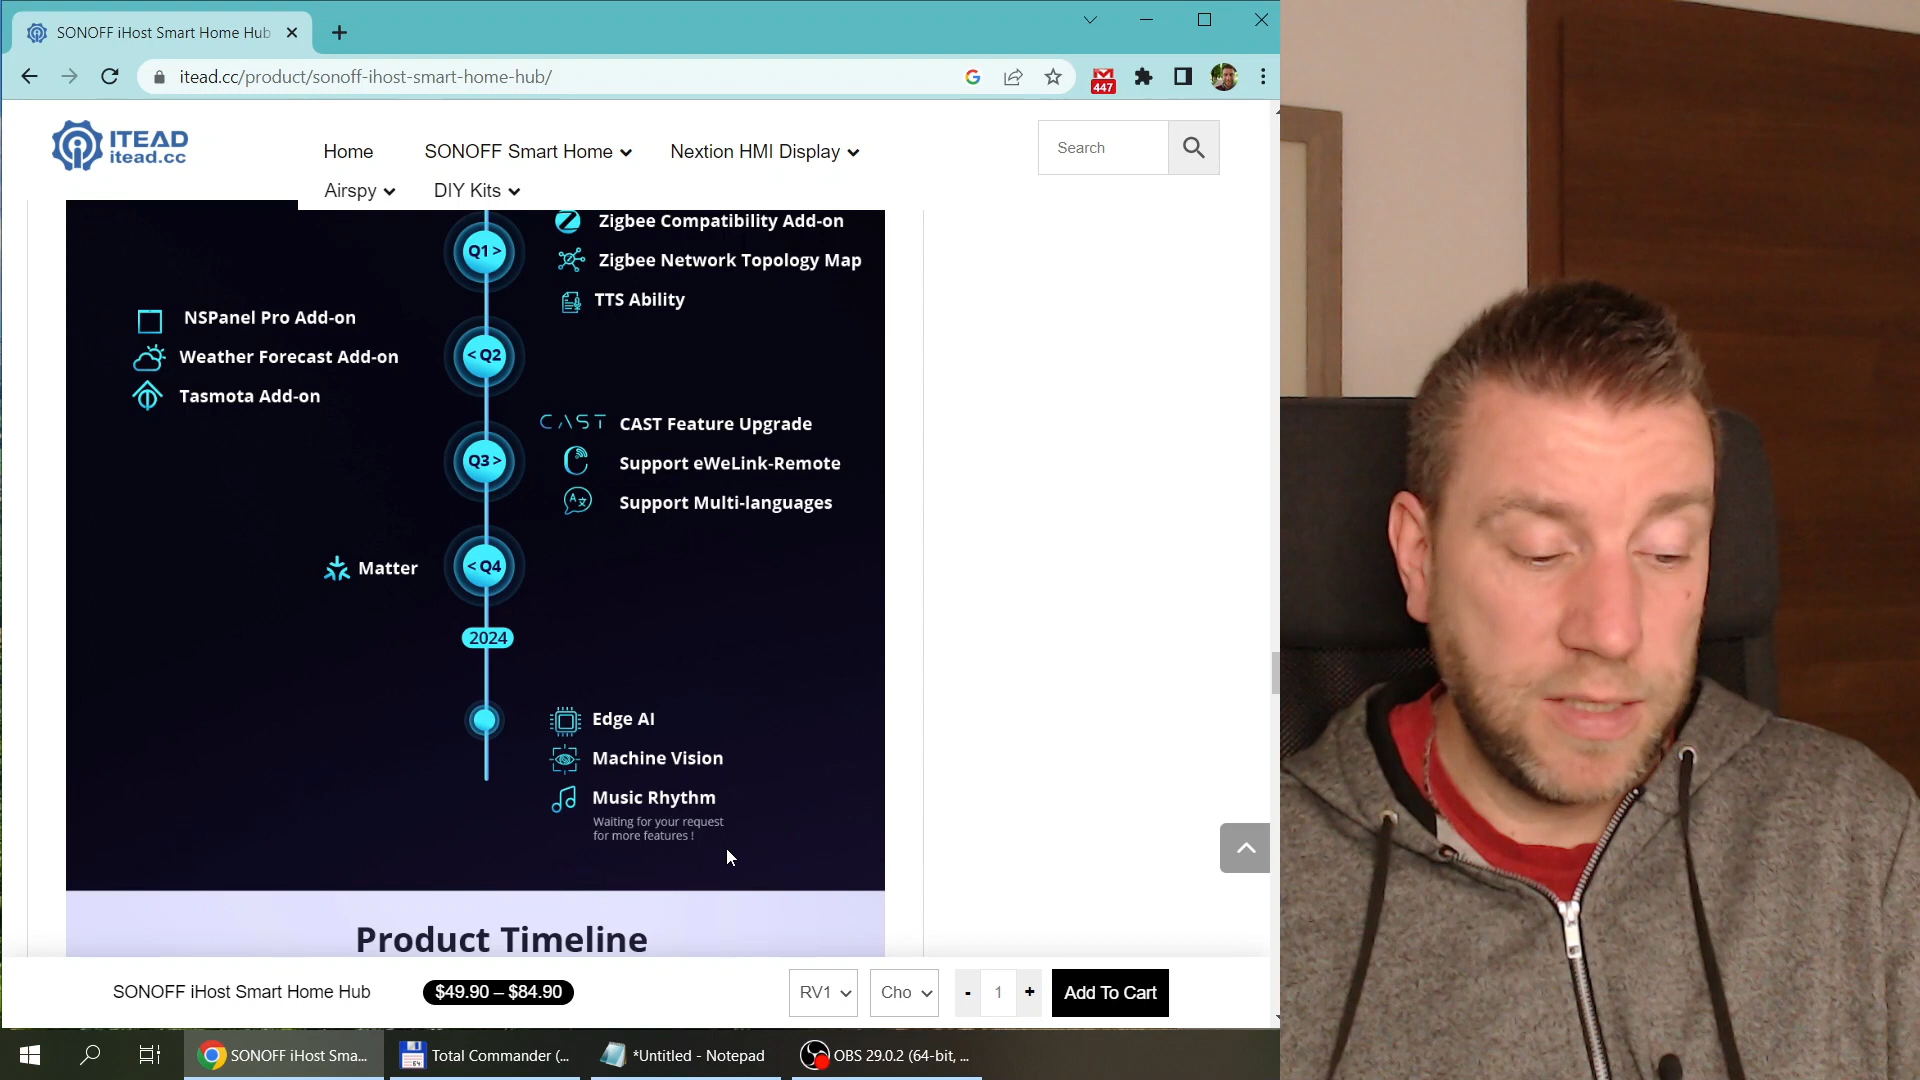 SONOFF iHost Smart Home Hub
itead.cc/product/sonoff-ihost-smart-home-hub/
447
ITEAD
itead.cc
Home
SONOFF Smart Home
Nextion HMI Display
Airspy
DIY Kits
Search
Zigbee Compatibility Add-on
Q1 >
Zigbee Network Topology Map
TTS Ability
NSPanel Pro Add-on
< Q2
Weather Forecast Add-on
Tasmota Add-on
CAST CAST Feature Upgrade
Q3 >
Support eWeLink-Remote
Support Multi-languages
Matter
< Q4
2024
Edge AI
Machine Vision
Music Rhythm
Waiting for your request
for more features !
Product Timeline
SONOFF iHost Smart Home Hub
$49.90 – $84.90
RV1
Cho
- 1 +
Add To Cart
SONOFF iHost Sma...
64
Total Commander (...
*Untitled - Notepad
OBS 29.0.2 (64-bit, ...